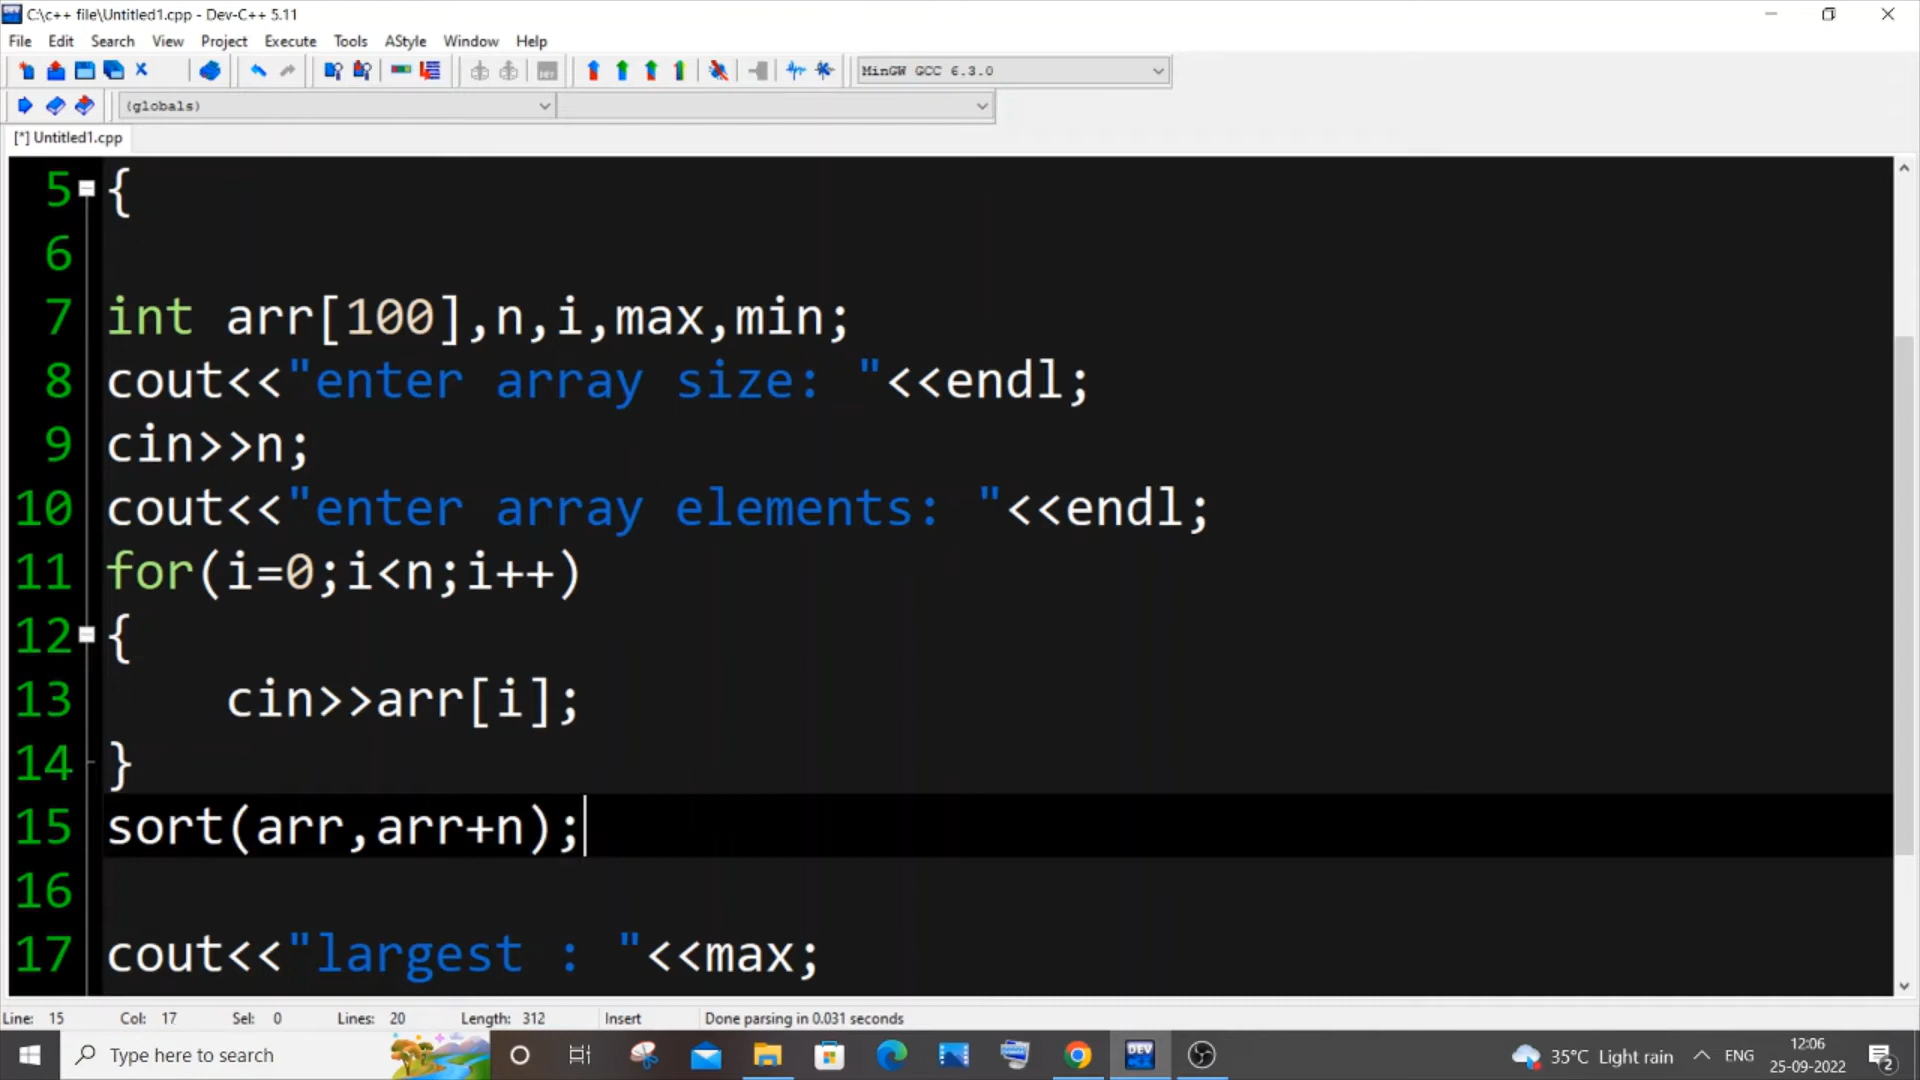 C:\c++ file\Untitled1.cpp - Dev-C++ 5.11
File Edit Search View Project Execute Tools AStyle Window Help
MinGW GCC 6.3.0
(globals)
[*] Untitled1.cpp
5 {
6
7 int arr[100],n,i,max,min;
8 cout<<"enter array size: "<<endl;
9 cin>>n;
10 cout<<"enter array elements: "<<endl;
11 for(i=0;i<n;i++)
12 {
13 cin>>arr[i];
14 }
15 sort(arr,arr+n);
16
17 cout<<"largest : "<<max;
Line: 15 Col: 17 Sel: 0 Lines: 20 Length: 312 Insert Done parsing in 0.031 seconds
Type here to search DEV 35°C Light rain ENG 12:06
25-09-2022 2